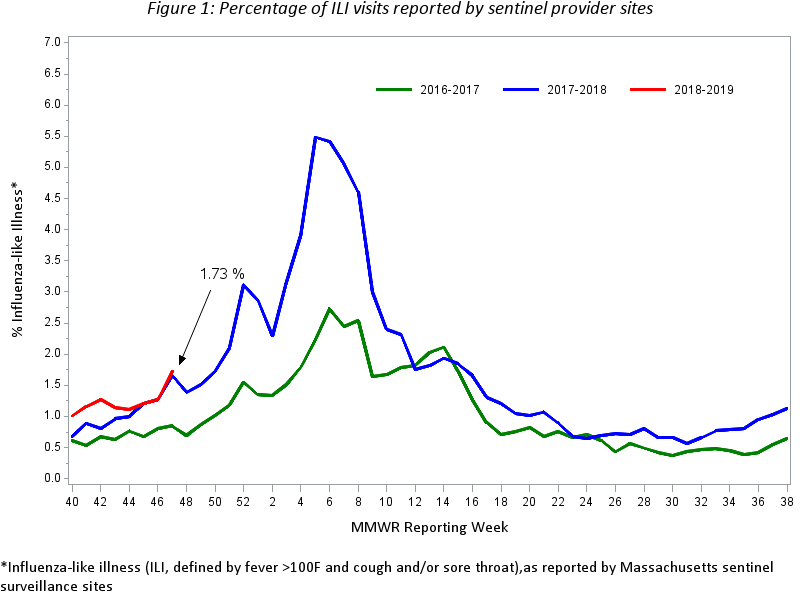 Figure 1: Percentage of ILI visits reported by sentinel provider sites
7.0
6.5
6.0
5.5
5.0
4.5
4.0
3.5
3.0
2.5
2.0
1.5
1.0
0.5
0.0
% Influenza-like Illness*
2016-2017 2017-2018 2018-2019
1.73 %
40 42 44 46 48 50 52 2 4 6 8 10 12 14 16 18 20 22 24 26 28 30 32 34 36 38
MMWR Reporting Week
*Influenza-like illness (ILI, defined by fever >100F and cough and/or sore throat),as reported by Massachusetts sentinel
surveillance sites